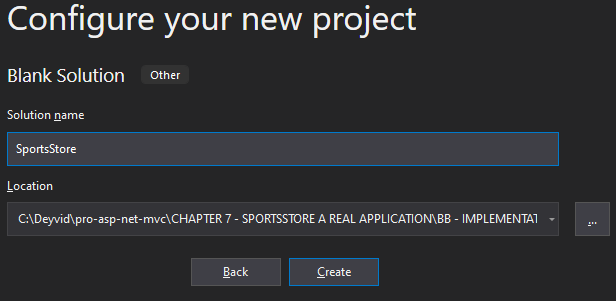 Configure your new project
Blank Solution Other
Solution name
SportsStore
Location
C:\Deyvid\pro-asp-net-mvc\CHAPTER 7 - SPORTSSTORE A REAL APPLICATION\BB - IMPLEMENTAT
...
Back Create